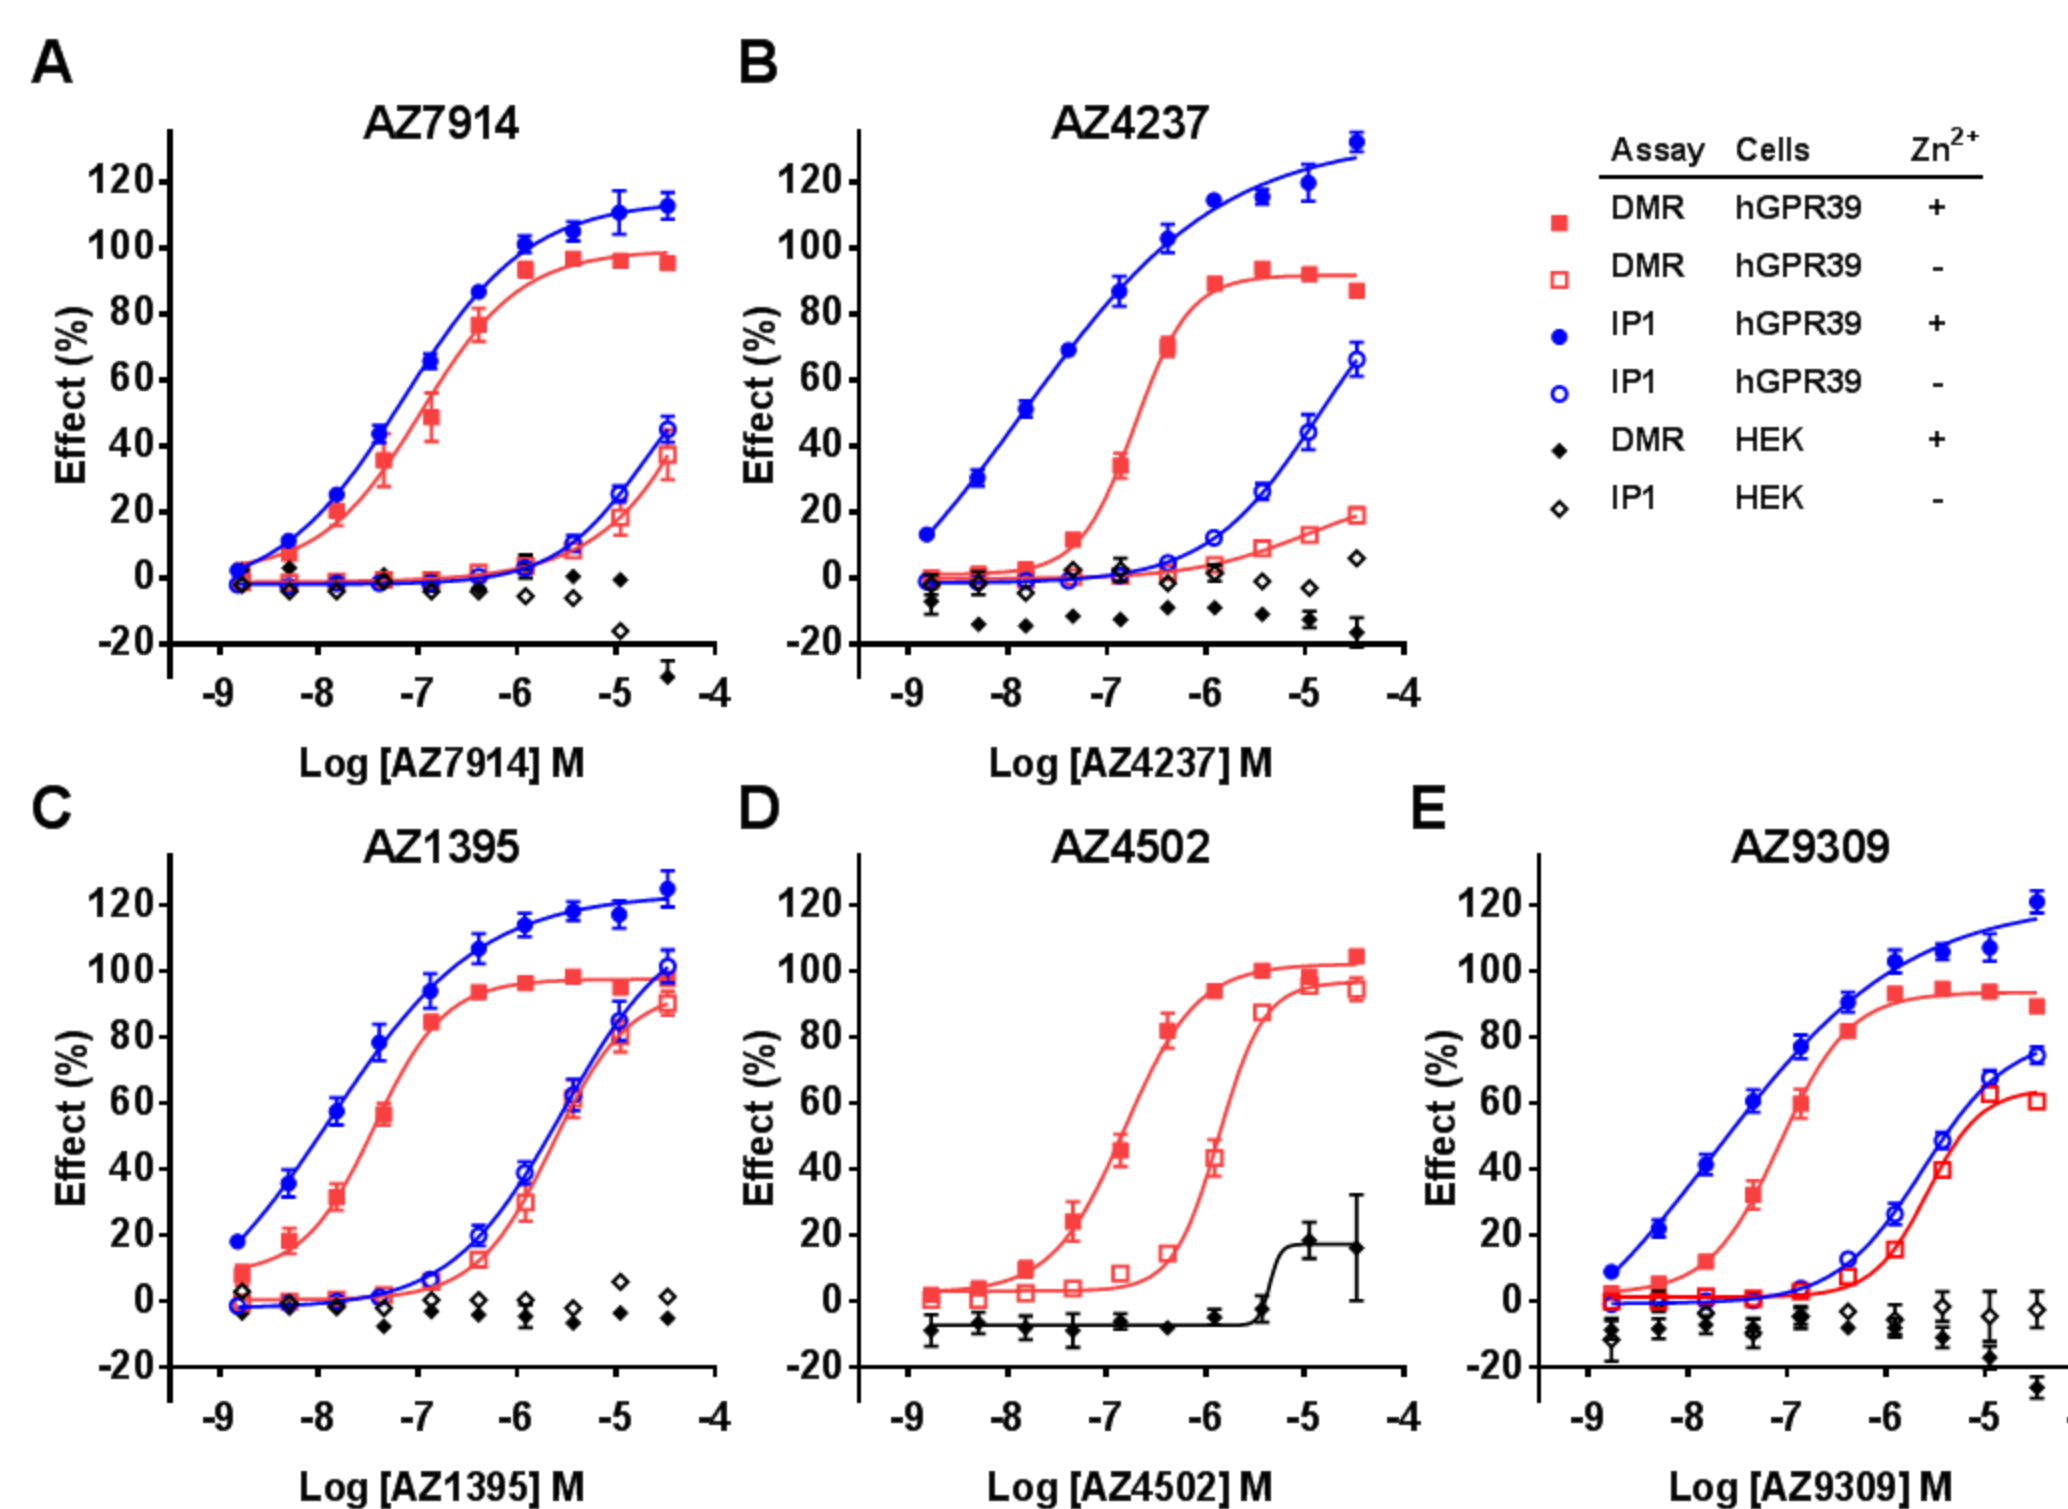 A
AZ7914
Effect (%)
120
100
80
60
40
20
0
-20
-9 -8 -7 -6 -5 -4
Log [AZ7914] M
B
AZ4237
Effect (%)
120
100
80
60
40
20
0
-20
-9 -8 -7 -6 -5 -4
Log [AZ4237] M
Assay Cells Zn2+
DMR hGPR39 +
DMR hGPR39 -
IP1 hGPR39 +
IP1 hGPR39 -
DMR HEK +
IP1 HEK -
C
AZ1395
Effect (%)
120
100
80
60
40
20
0
-20
-9 -8 -7 -6 -5 -4
Log [AZ1395] M
D
AZ4502
Effect (%)
120
100
80
60
40
20
0
-20
-9 -8 -7 -6 -5 -4
Log [AZ4502] M
E
AZ9309
Effect (%)
120
100
80
60
40
20
0
-20
-9 -8 -7 -6 -5
Log [AZ9309] M